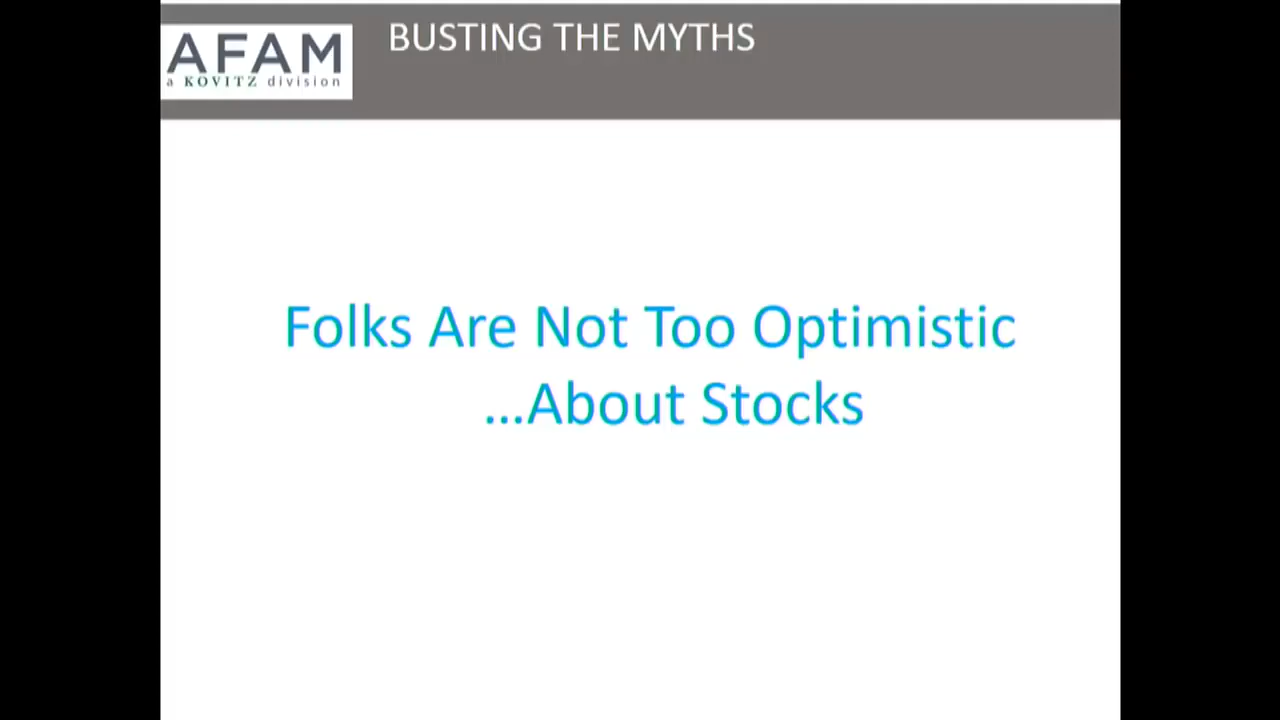 AFAM
a KOVITZ division
BUSTING THE MYTHS
Folks Are Not Too Optimistic
...About Stocks